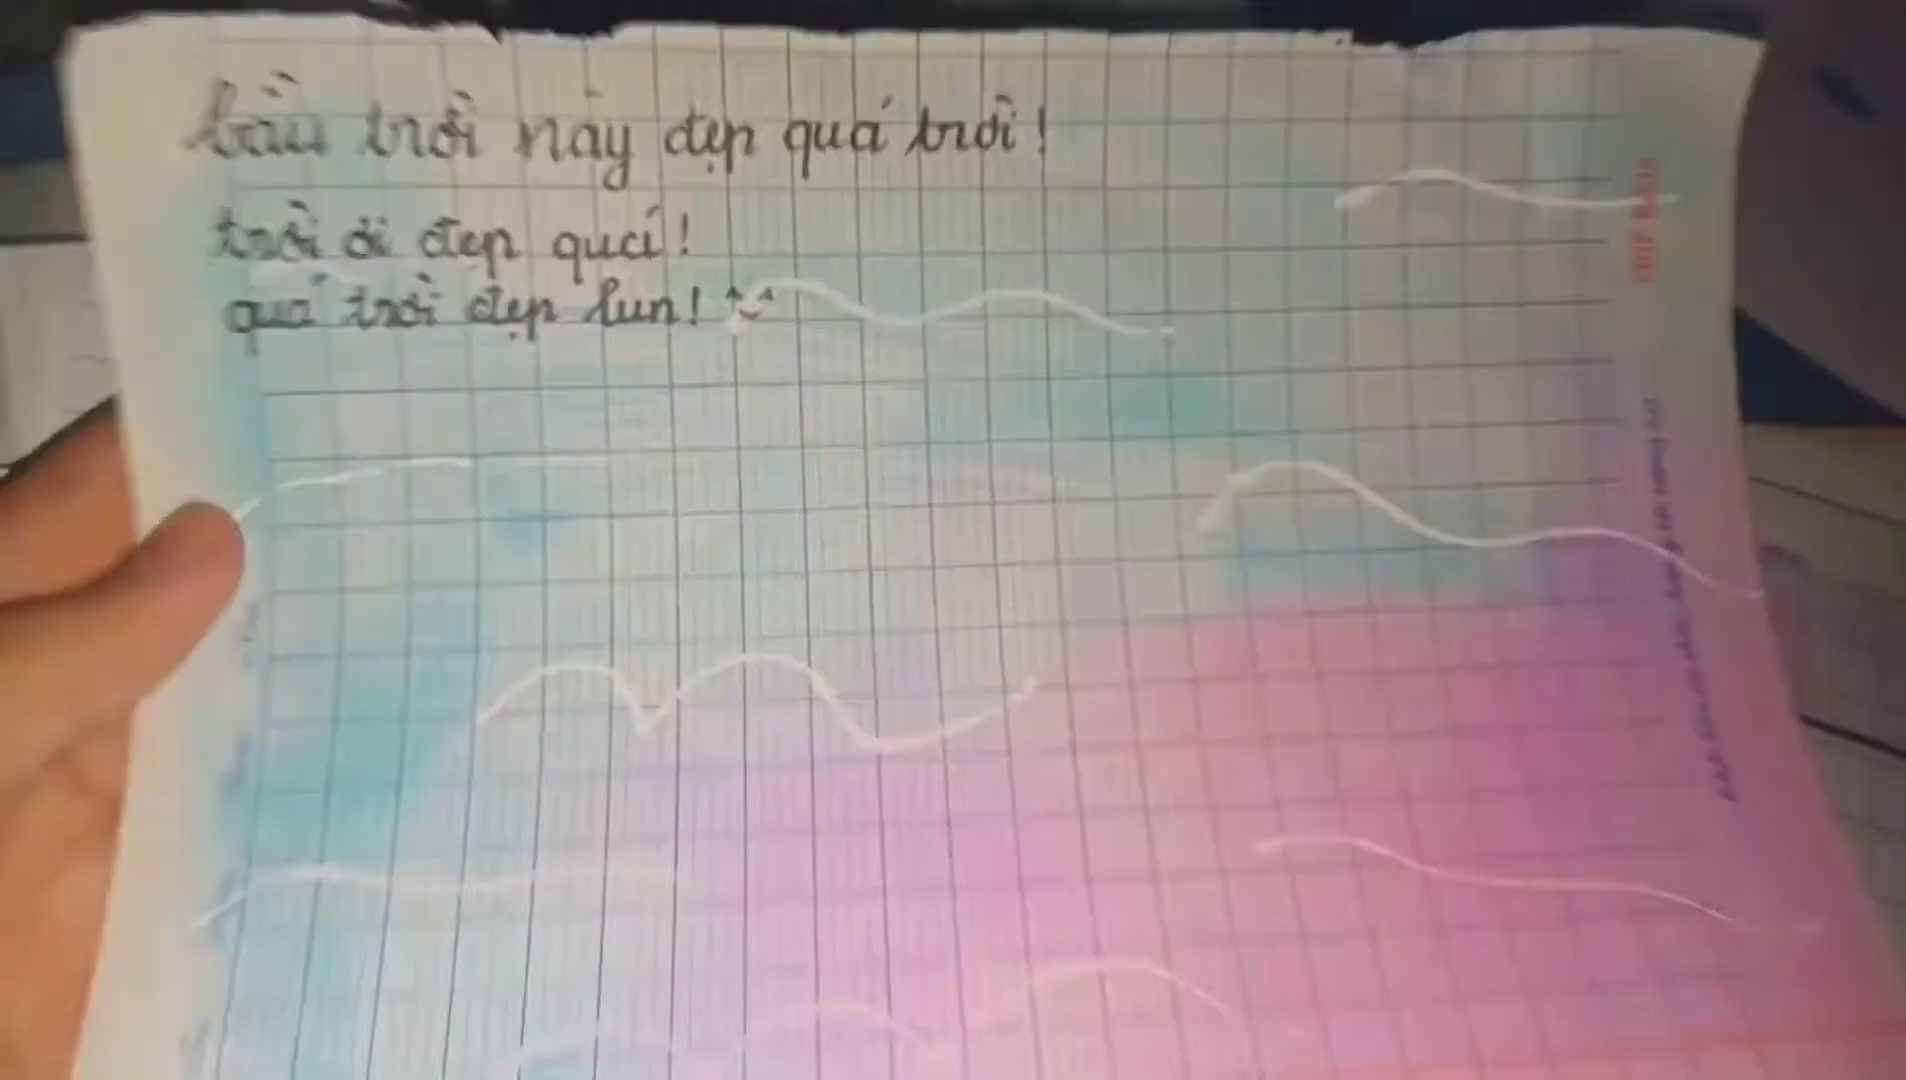 bầu trời này đẹp quá trời!
trời ơi đẹp quá!
quá trời đẹp lun! ^‿^